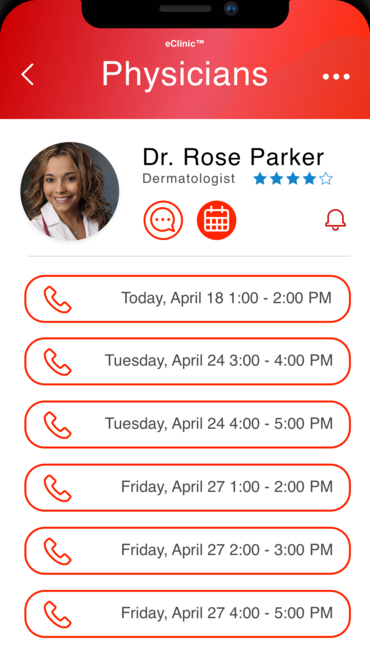 eClinic™
Physicians
Dr. Rose Parker
Dermatologist
Today, April 18 1:00 - 2:00 PM
Tuesday, April 24 3:00 - 4:00 PM
Tuesday, April 24 4:00 - 5:00 PM
Friday, April 27 1:00 - 2:00 PM
Friday, April 27 2:00 - 3:00 PM
Friday, April 27 4:00 - 5:00 PM